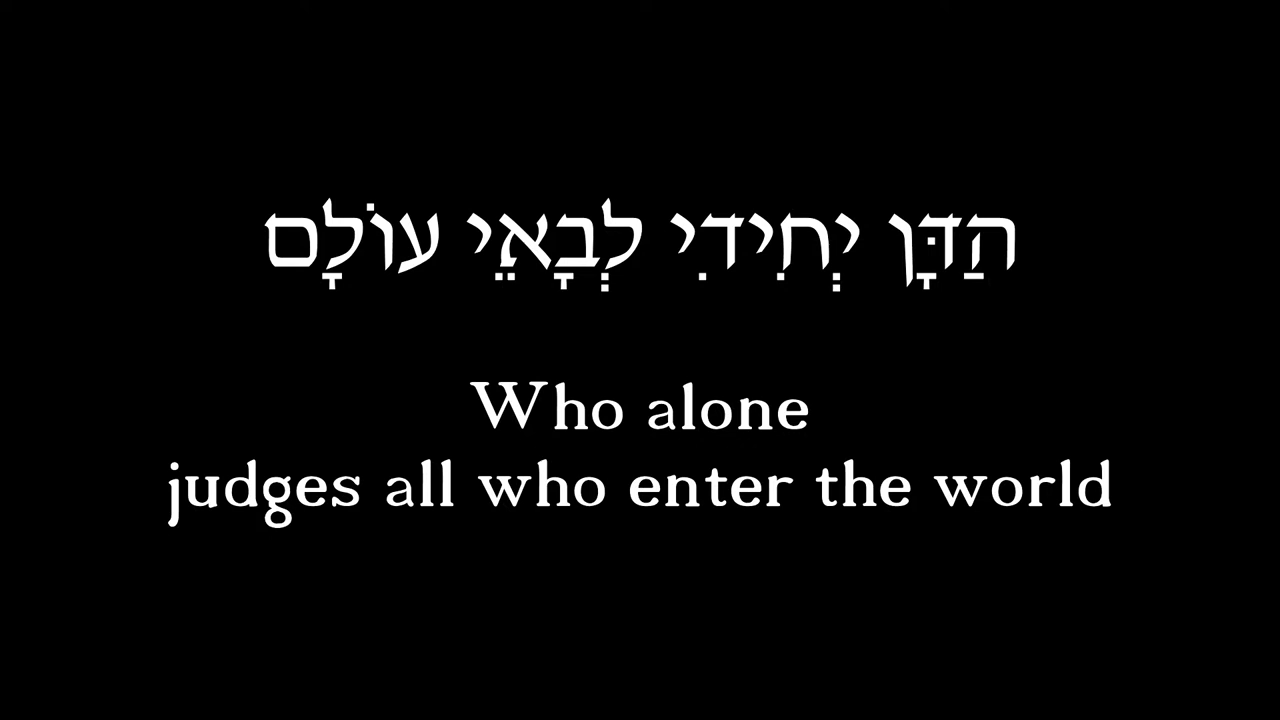 הַדָּן יְחִידִי לְבָאֵי עוֹלָם
Who alone
judges all who enter the world